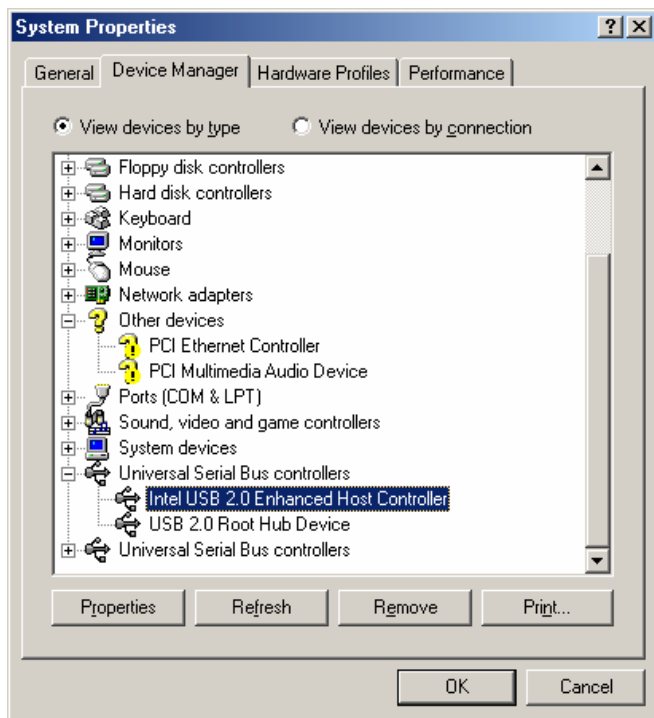 System Properties
General Device Manager Hardware Profiles Performance
View devices by type View devices by connection
Floppy disk controllers
Hard disk controllers
Keyboard
Monitors
Mouse
Network adapters
Other devices
PCI Ethernet Controller
PCI Multimedia Audio Device
Ports (COM & LPT)
Sound, video and game controllers
System devices
Universal Serial Bus controllers
Intel USB 2.0 Enhanced Host Controller
USB 2.0 Root Hub Device
Universal Serial Bus controllers
Properties Refresh Remove Print...
OK Cancel